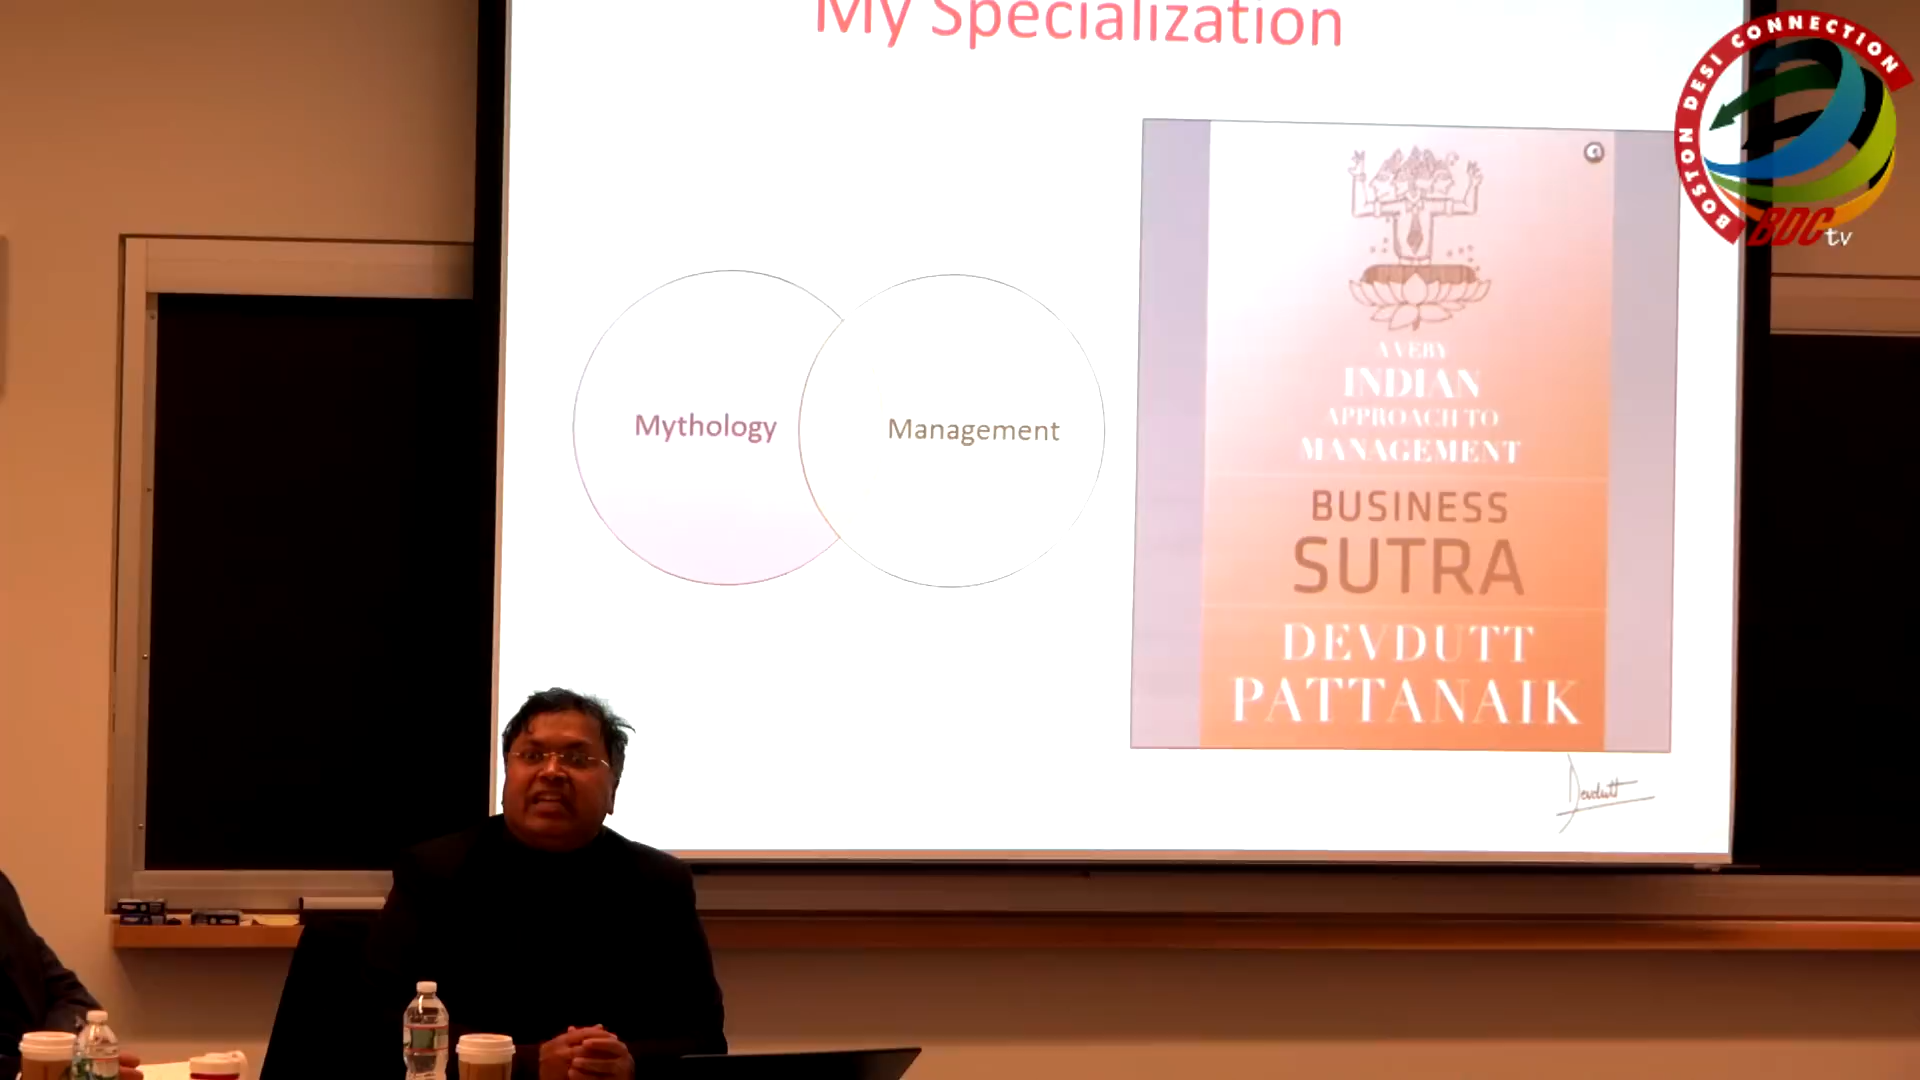 My Specialization
BOSTON DESI CONNECTION
BDC tv
Mythology
Management
A VERY
INDIAN
APPROACH TO
MANAGEMENT
BUSINESS
SUTRA
DEVDUTT
PATTANAIK
Devdutt